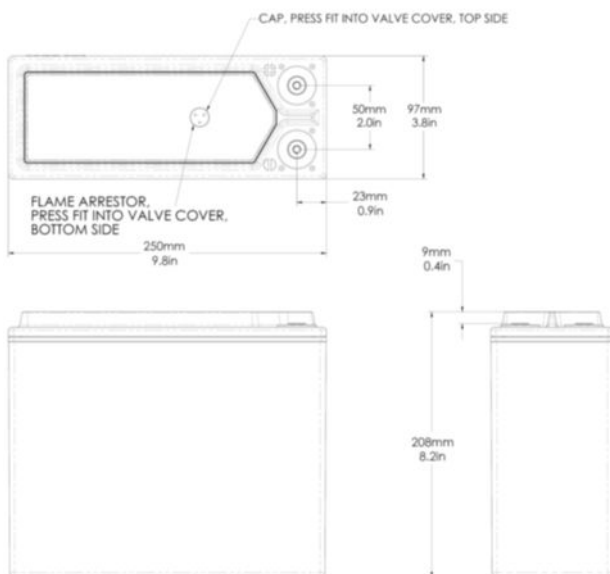 CAP, PRESS FIT INTO VALVE COVER, TOP SIDE
50mm
2.0in
97mm
3.8in
FLAME ARRESTOR,
PRESS FIT INTO VALVE COVER,
BOTTOM SIDE
23mm
0.9in
250mm
9.8in
9mm
0.4in
208mm
8.2in